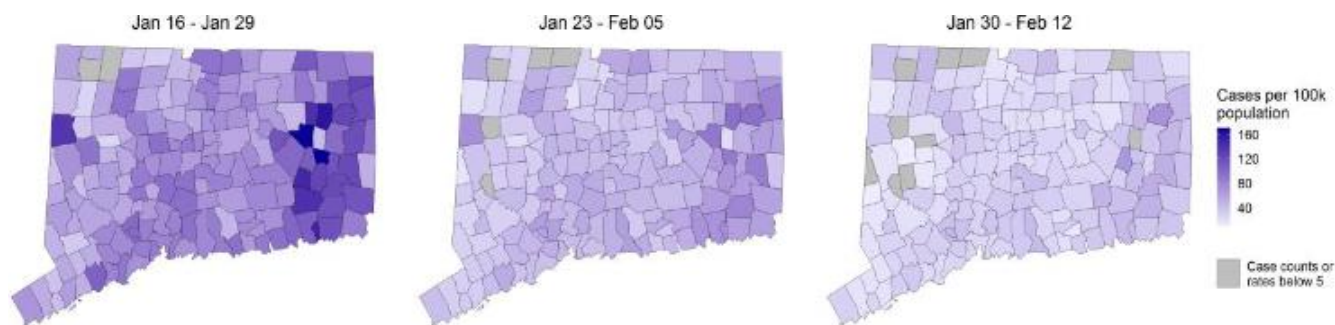 Jan 16 - Jan 29
Jan 23 - Feb 05
Jan 30 - Feb 12
Cases per 100k
population
160
120
80
40
Case counts or
rates below 5